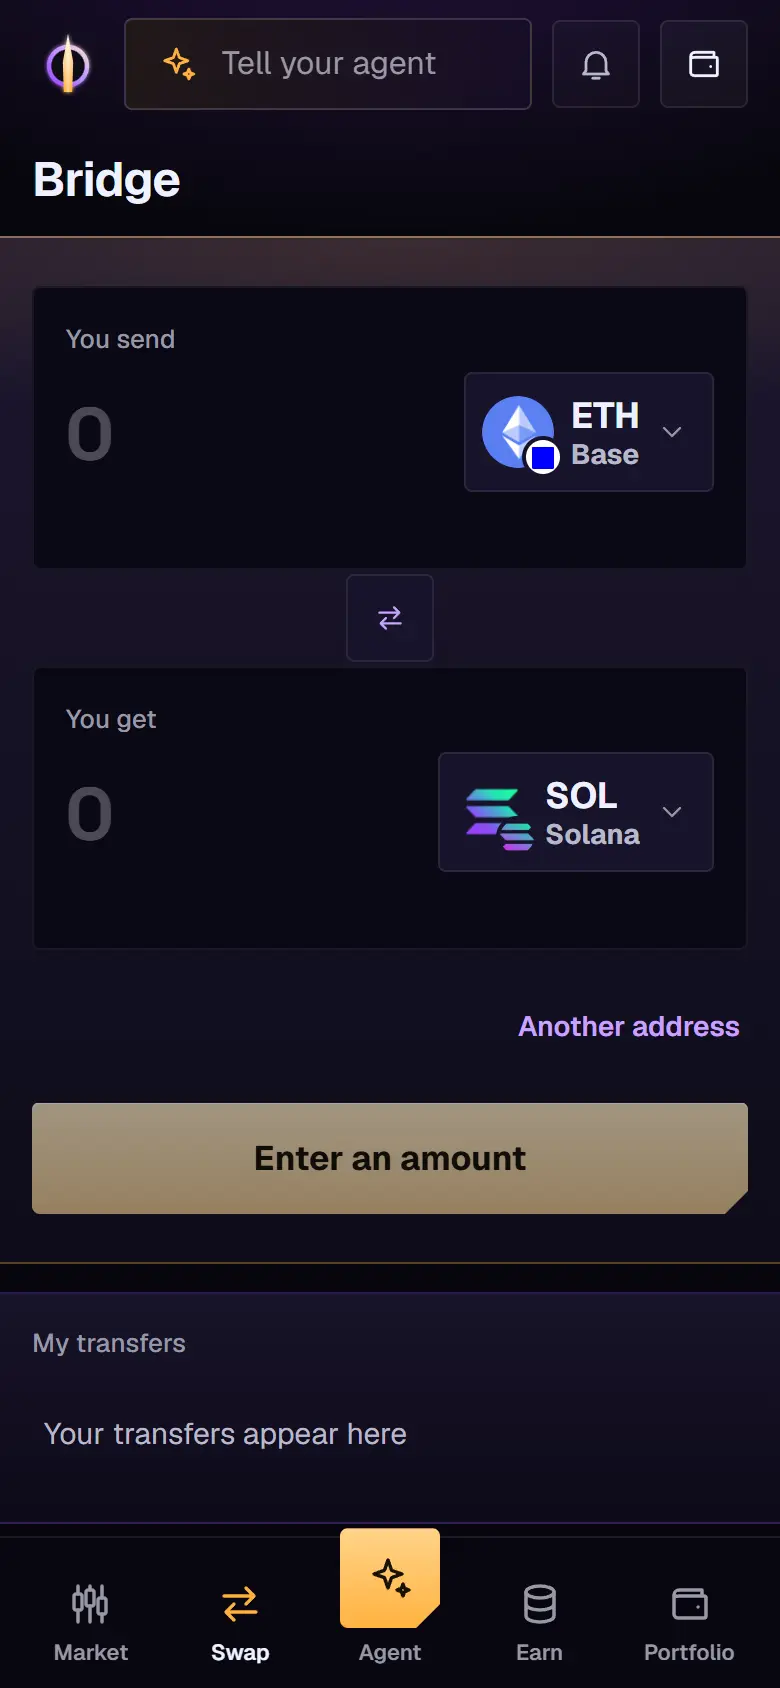 Tell your agent
Bridge
You send
0
ETH
Base
You get
0
SOL
Solana
Another address
Enter an amount
My transfers
Your transfers appear here
Market
Swap
Agent
Earn
Portfolio